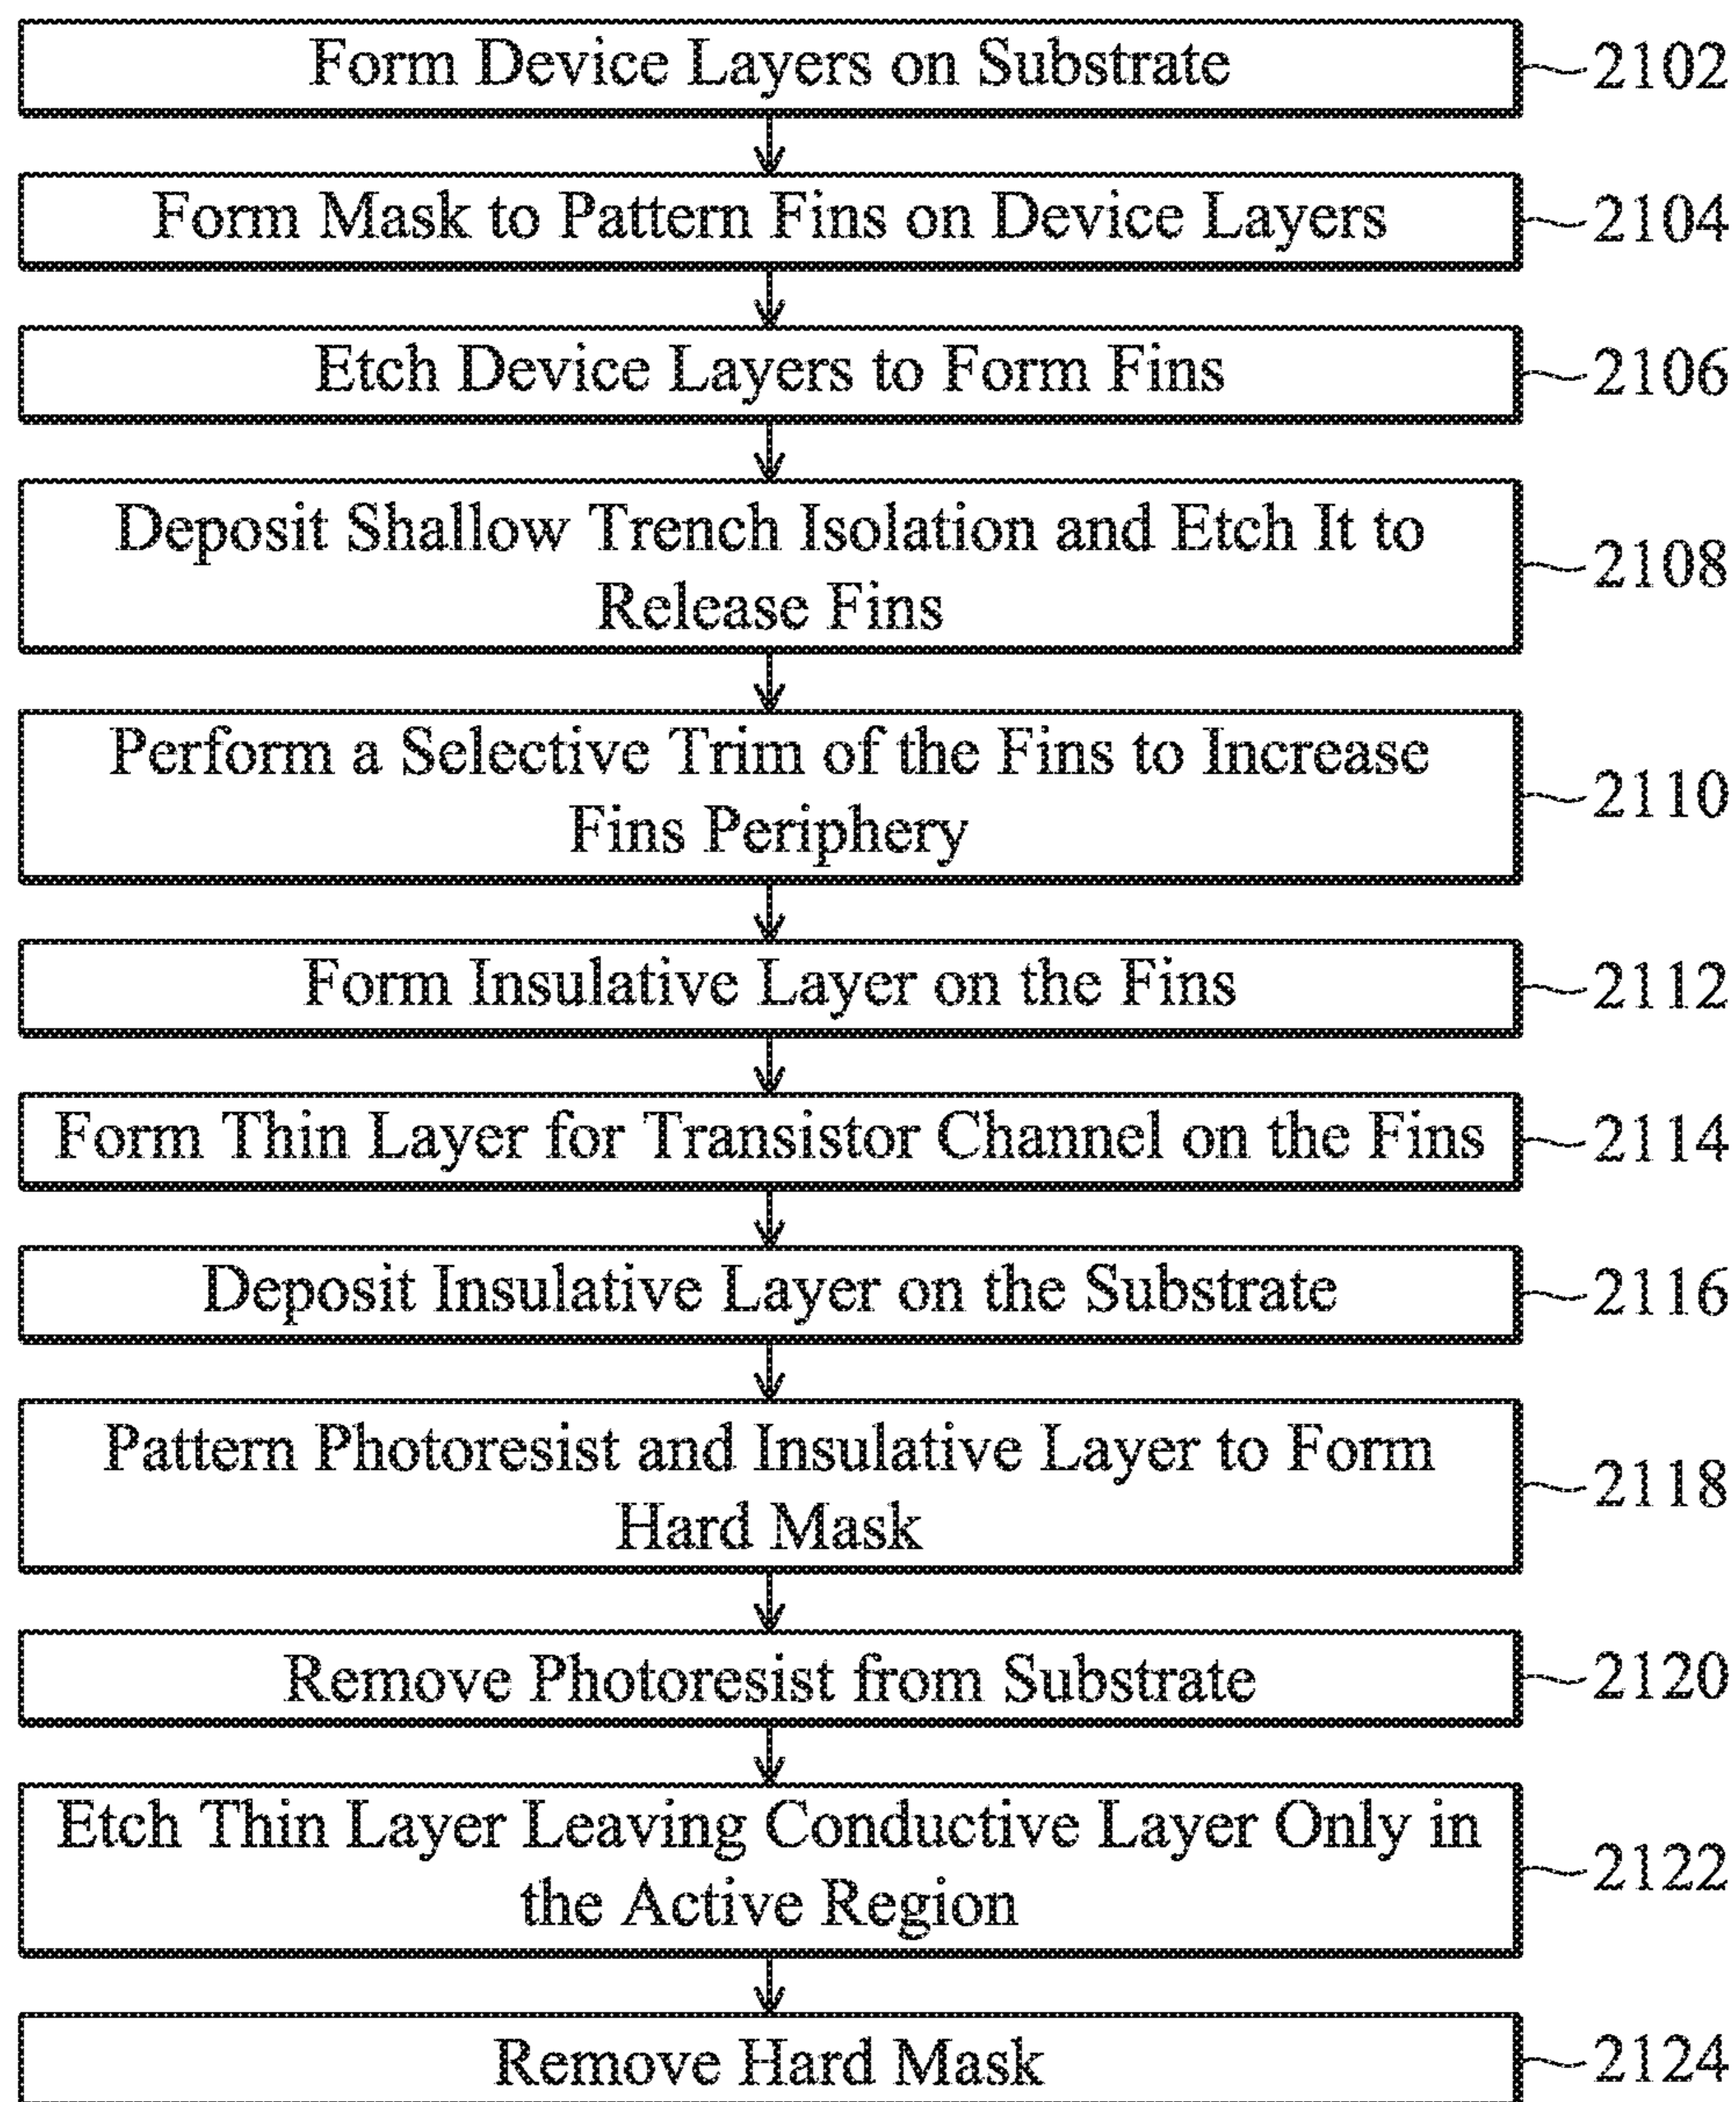 Form Device Layers on Substrate
2102
Form Mask to Pattern Fins on Device Layers
2104
Etch Device Layers to Form Fins
2106
Deposit Shallow Trench Isolation and Etch It to
Release Fins
2108
Perform a Selective Trim of the Fins to Increase
Fins Periphery
2110
Form Insulative Layer on the Fins
2112
Form Thin Layer for Transistor Channel on the Fins
2114
Deposit Insulative Layer on the Substrate
2116
Pattern Photoresist and Insulative Layer to Form
Hard Mask
2118
Remove Photoresist from Substrate
2120
Etch Thin Layer Leaving Conductive Layer Only in
the Active Region
2122
Remove Hard Mask
2124